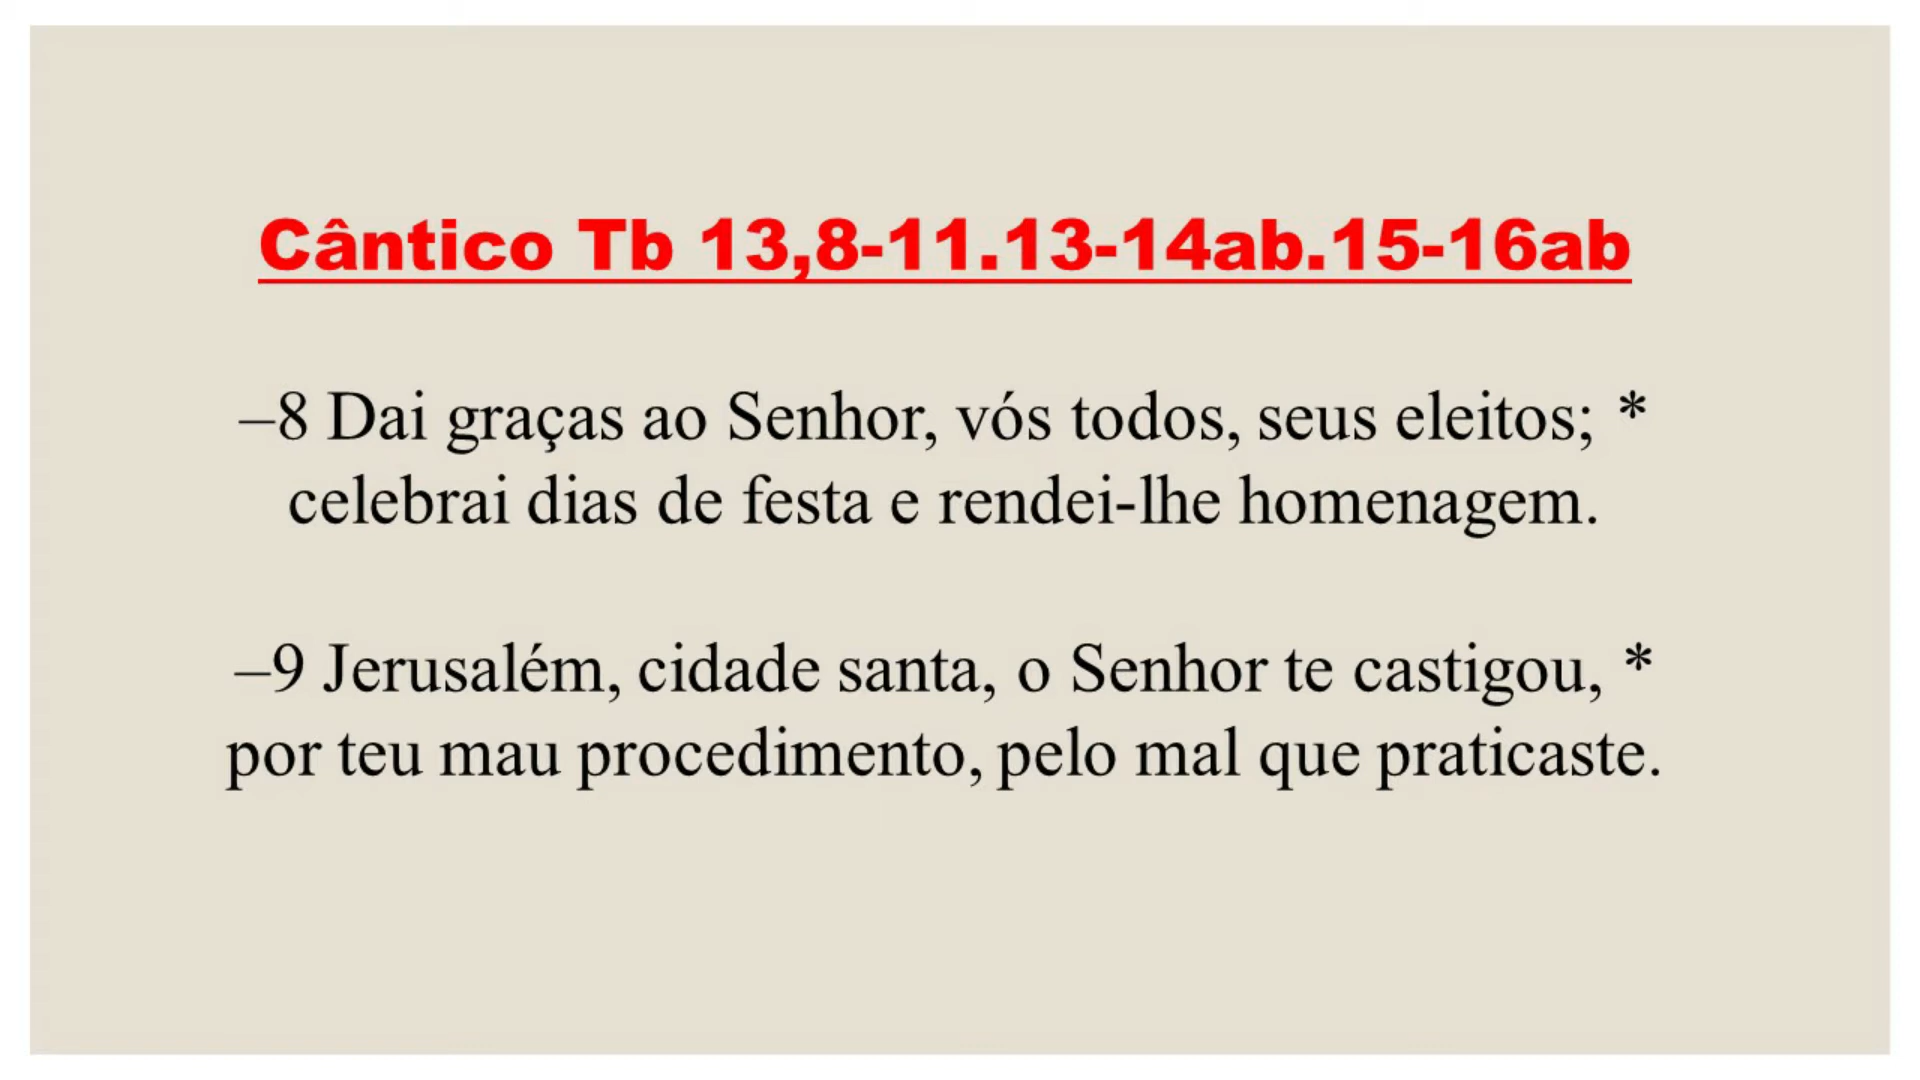 Cântico Tb 13,8-11.13-14ab.15-16ab
–8 Dai graças ao Senhor, vós todos, seus eleitos; *
celebrai dias de festa e rendei-lhe homenagem.
–9 Jerusalém, cidade santa, o Senhor te castigou, *
por teu mau procedimento, pelo mal que praticaste.